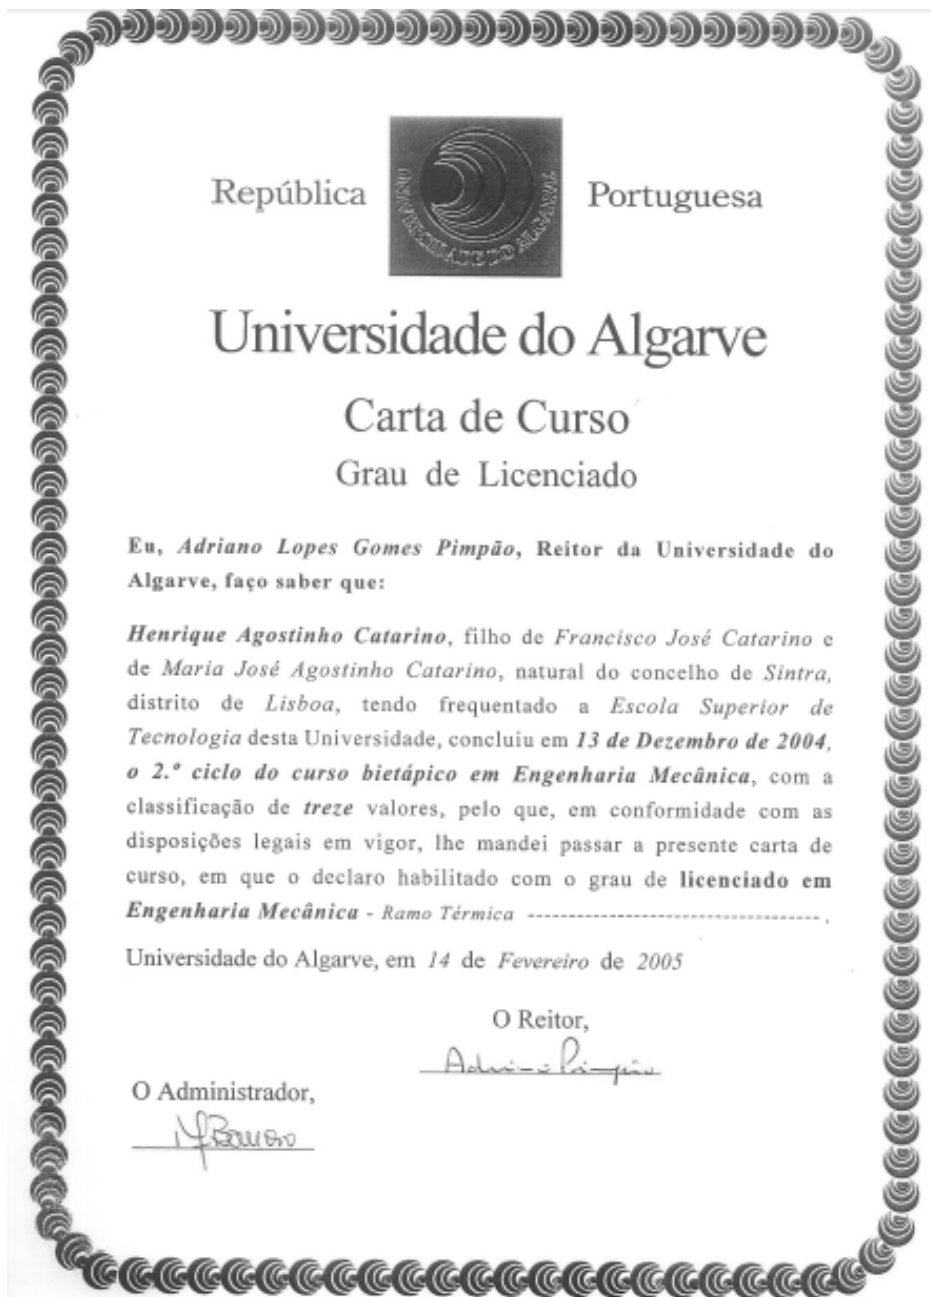 República
Portuguesa
UNIVERSIDADE DO ALGARVE
Universidade do Algarve
Carta de Curso
Grau de Licenciado
Eu, Adriano Lopes Gomes Pimpão, Reitor da Universidade do
Algarve, faço saber que:
Henrique Agostinho Catarino, filho de Francisco José Catarino e
de Maria José Agostinho Catarino, natural do concelho de Sintra,
distrito de Lisboa, tendo frequentado a Escola Superior de
Tecnologia desta Universidade, concluiu em 13 de Dezembro de 2004,
o 2.º ciclo do curso bietápico em Engenharia Mecânica, com a
classificação de treze valores, pelo que, em conformidade com as
disposições legais em vigor, lhe mandei passar a presente carta de
curso, em que o declaro habilitado com o grau de licenciado em
Engenharia Mecânica - Ramo Térmica ----------------------------------- .
Universidade do Algarve, em 14 de Fevereiro de 2005
O Reitor,
O Administrador,